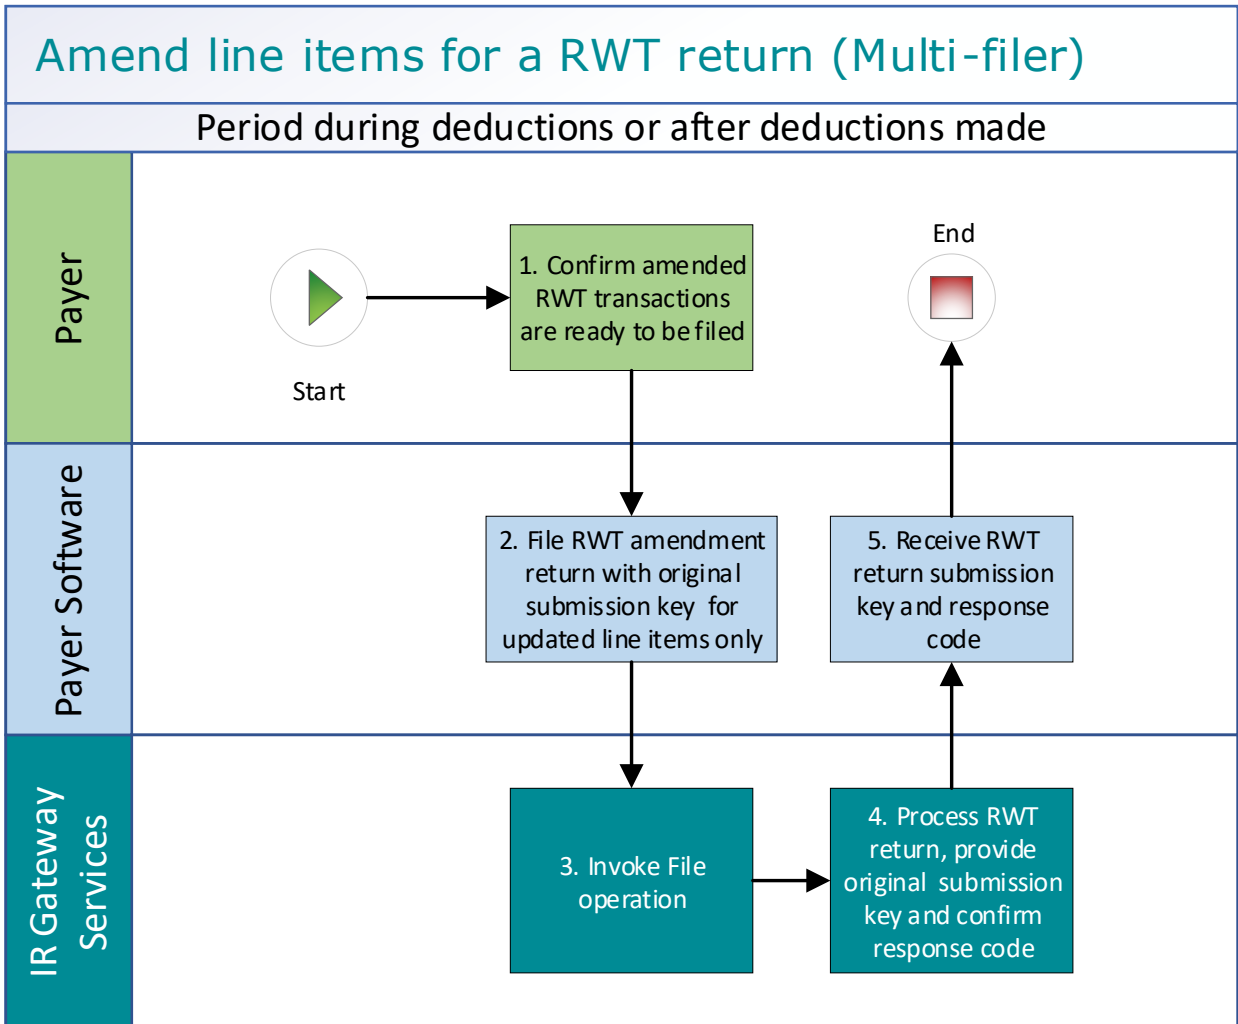 Amend line items for a RWT return (Multi-filer)
Period during deductions or after deductions made
Payer
Start
1. Confirm amended
RWT transactions
are ready to be filed
End
Payer Software
2. File RWT amendment
return with original
submission key for
updated line items only
5. Receive RWT
return submission
key and response
code
IR Gateway
Services
3. Invoke File
operation
4. Process RWT
return, provide
original submission
key and confirm
response code